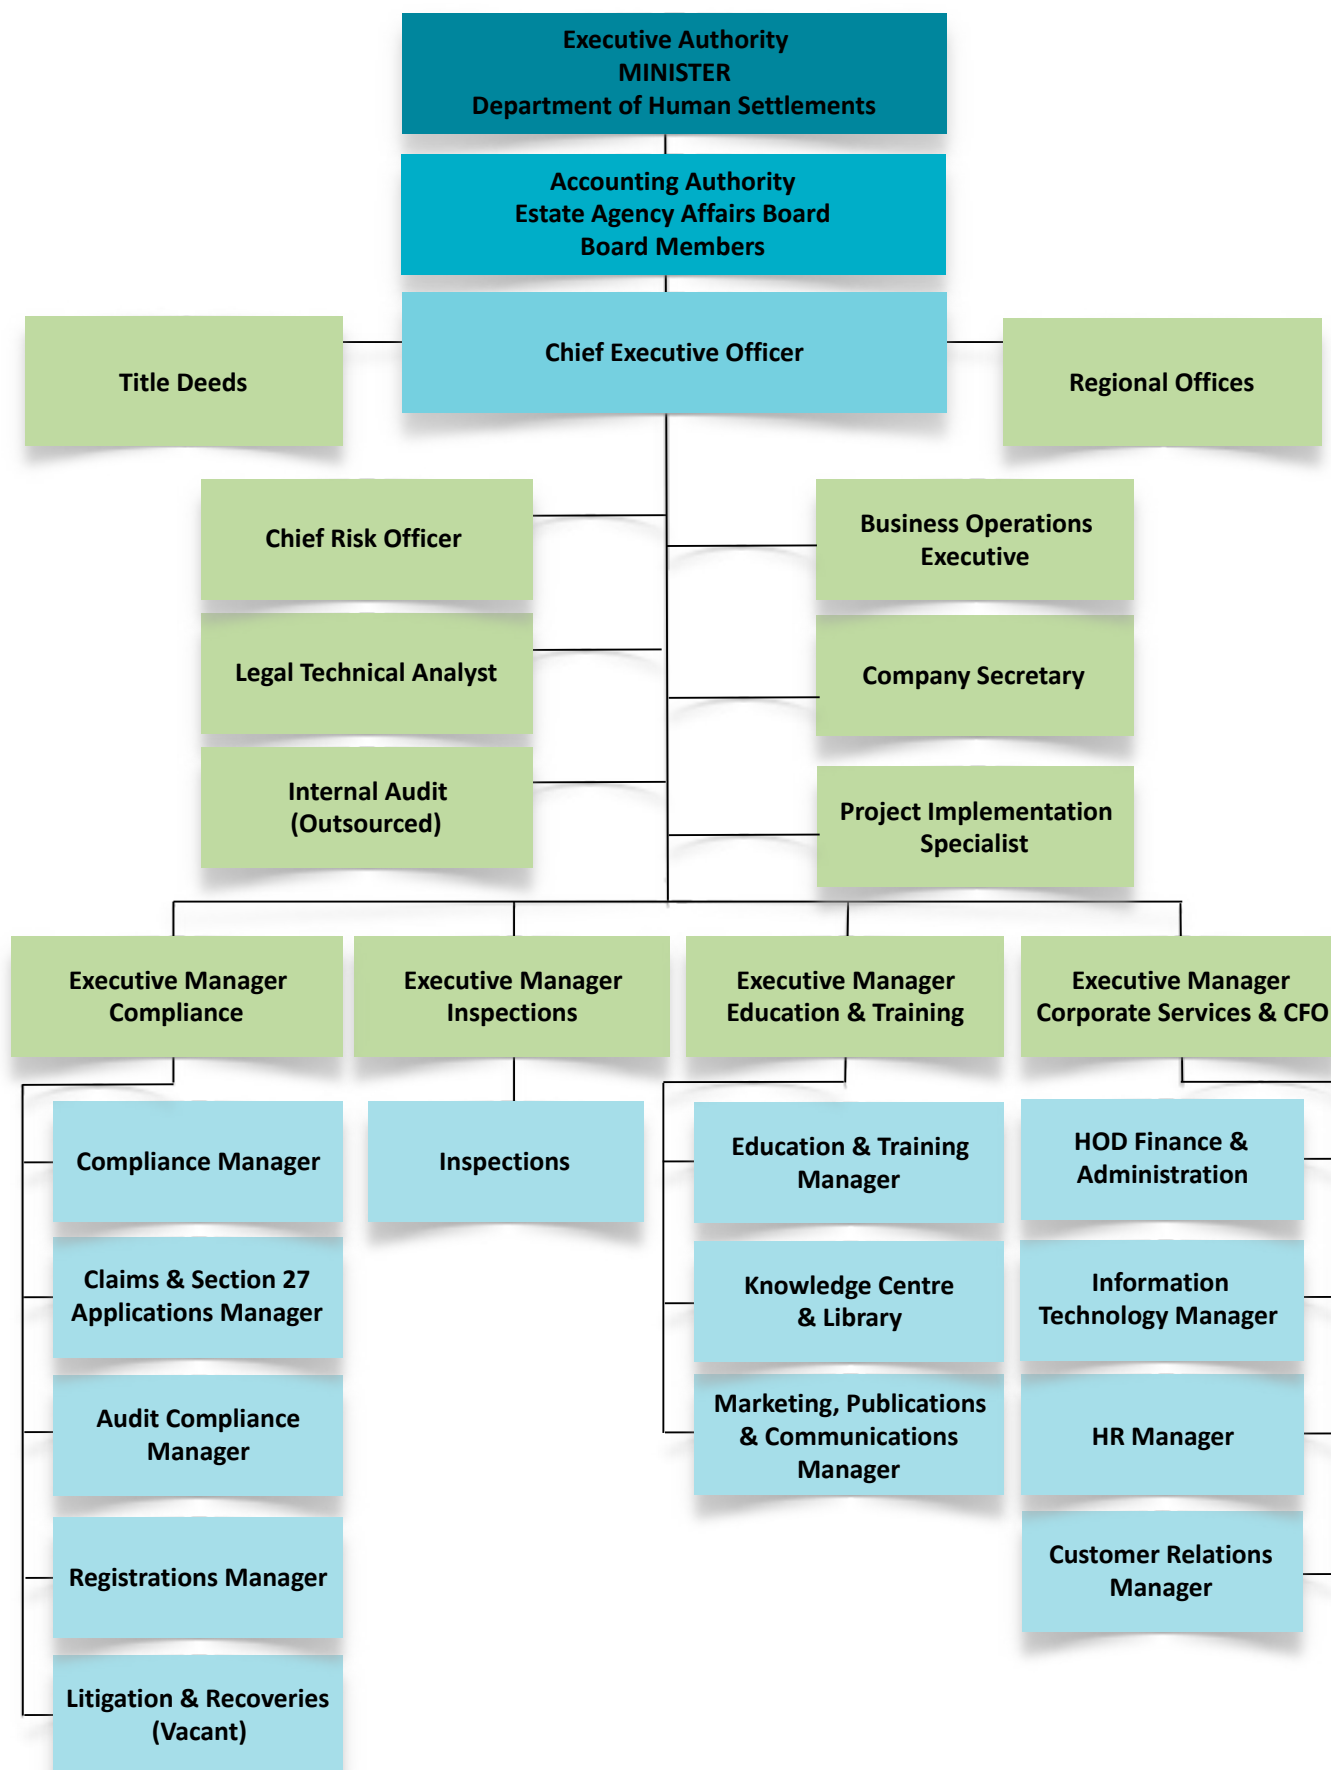 Executive Authority
MINISTER
Department of Human Settlements
Accounting Authority
Estate Agency Affairs Board
Board Members
Chief Executive Officer
Title Deeds
Regional Offices
Chief Risk Officer
Business Operations
Executive
Legal Technical Analyst
Company Secretary
Internal Audit
(Outsourced)
Project Implementation
Specialist
Executive Manager
Compliance
Executive Manager
Inspections
Executive Manager
Education & Training
Executive Manager
Corporate Services & CFO
Compliance Manager
Claims & Section 27
Applications Manager
Audit Compliance
Manager
Registrations Manager
Litigation & Recoveries
(Vacant)
Inspections
Education & Training
Manager
Knowledge Centre
& Library
Marketing, Publications
& Communications
Manager
HOD Finance &
Administration
Information
Technology Manager
HR Manager
Customer Relations
Manager